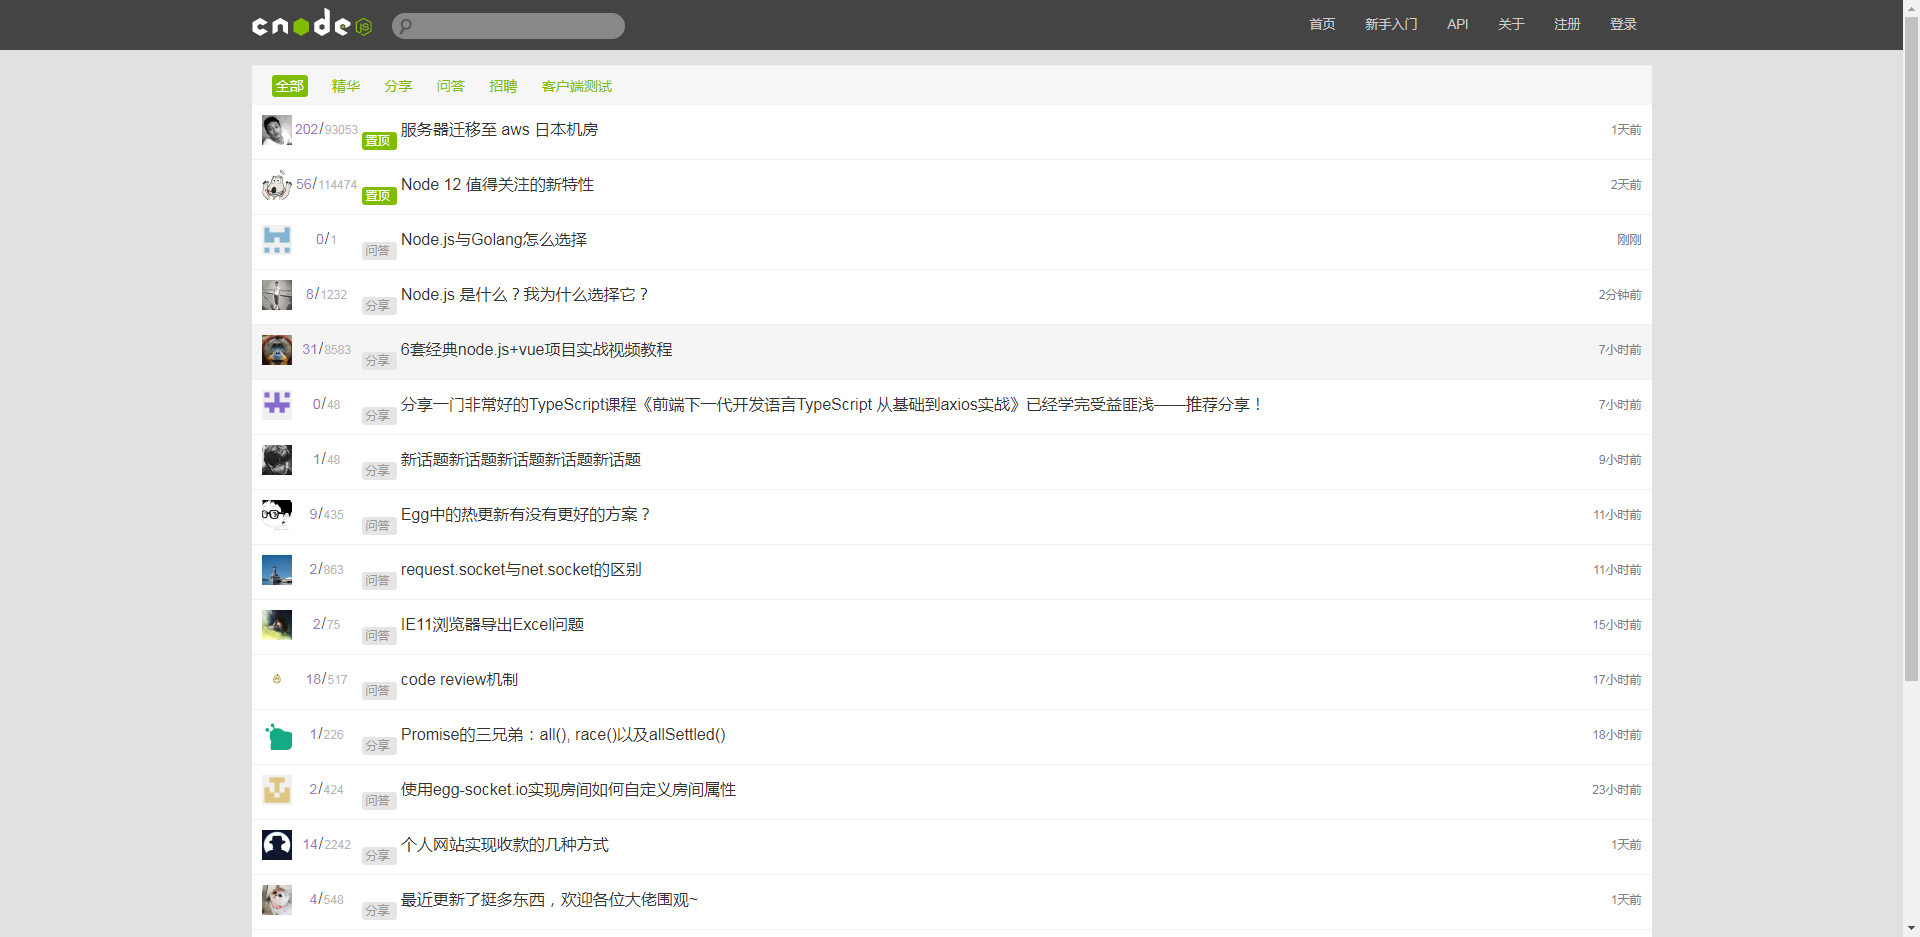 cnode JS
首页 新手入门 API 关于 注册 登录
全部 精华 分享 问答 招聘 客户端测试
202/93053 置顶 服务器迁移至 aws 日本机房 1天前
56/114474 置顶 Node 12 值得关注的新特性 2天前
0/1 问答 Node.js与Golang怎么选择 刚刚
8/1232 分享 Node.js 是什么？我为什么选择它？ 2分钟前
31/8583 分享 6套经典node.js+vue项目实战视频教程 7小时前
0/48 分享 分享一门非常好的TypeScript课程《前端下一代开发语言TypeScript 从基础到axios实战》已经学完受益匪浅——推荐分享！ 7小时前
1/48 分享 新话题新话题新话题新话题新话题 9小时前
9/435 问答 Egg中的热更新有没有更好的方案？ 11小时前
2/863 问答 request.socket与net.socket的区别 11小时前
2/75 问答 IE11浏览器导出Excel问题 15小时前
18/517 问答 code review机制 17小时前
1/226 分享 Promise的三兄弟：all(), race()以及allSettled() 18小时前
2/424 问答 使用egg-socket.io实现房间如何自定义房间属性 23小时前
14/2242 分享 个人网站实现收款的几种方式 1天前
4/548 分享 最近更新了挺多东西，欢迎各位大佬围观~ 1天前